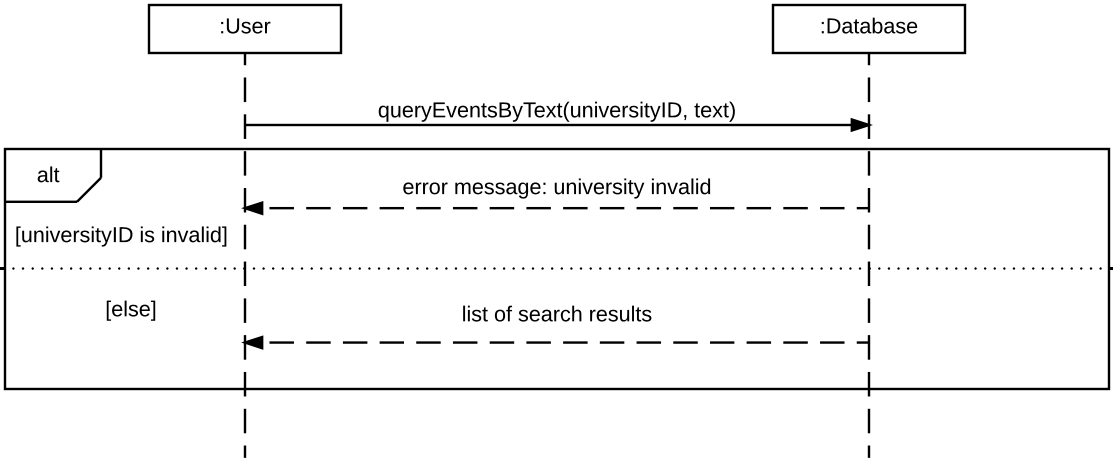 :User
:Database
queryEventsByText(universityID, text)
alt
error message: university invalid
[universityID is invalid]
[else]
list of search results